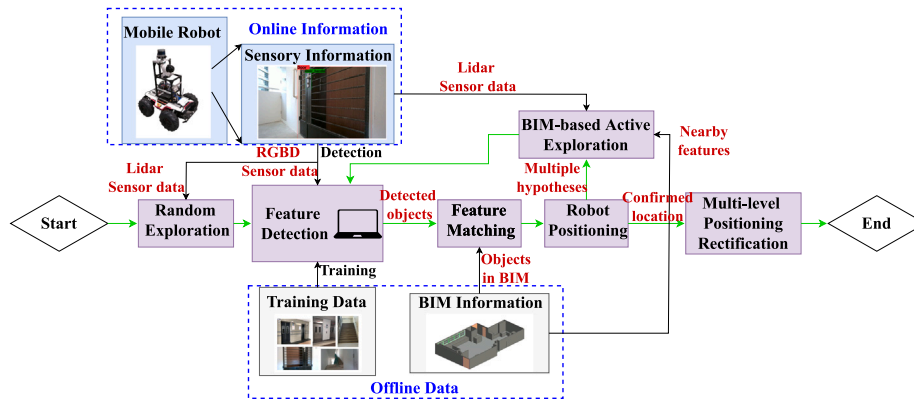 Mobile Robot
Online Information
Sensory Information
Lidar
Sensor data
BIM-based Active
Exploration
Nearby
features
Detection
RGBD
Sensor data
Lidar
Sensor data
Multiple
hypotheses
Start
Random
Exploration
Feature
Detection
Detected
objects
Feature
Matching
Robot
Positioning
Confirmed
location
Multi-level
Positioning
Rectification
End
Training
Objects
in BIM
Training Data
BIM Information
Offline Data